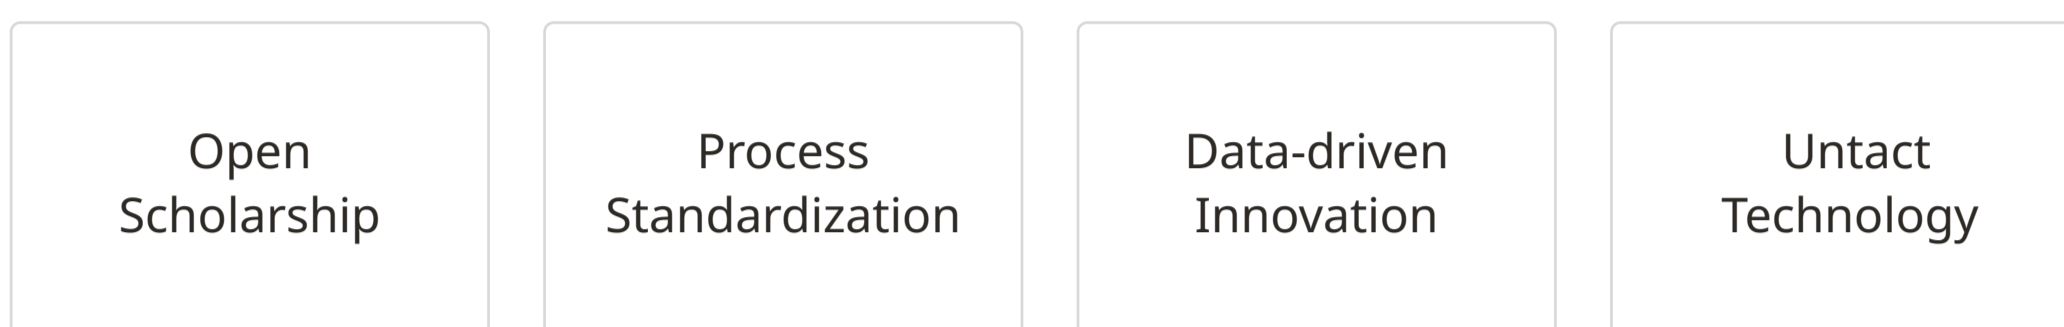 Open
Scholarship
Process
Standardization
Data-driven
Innovation
Untact
Technology